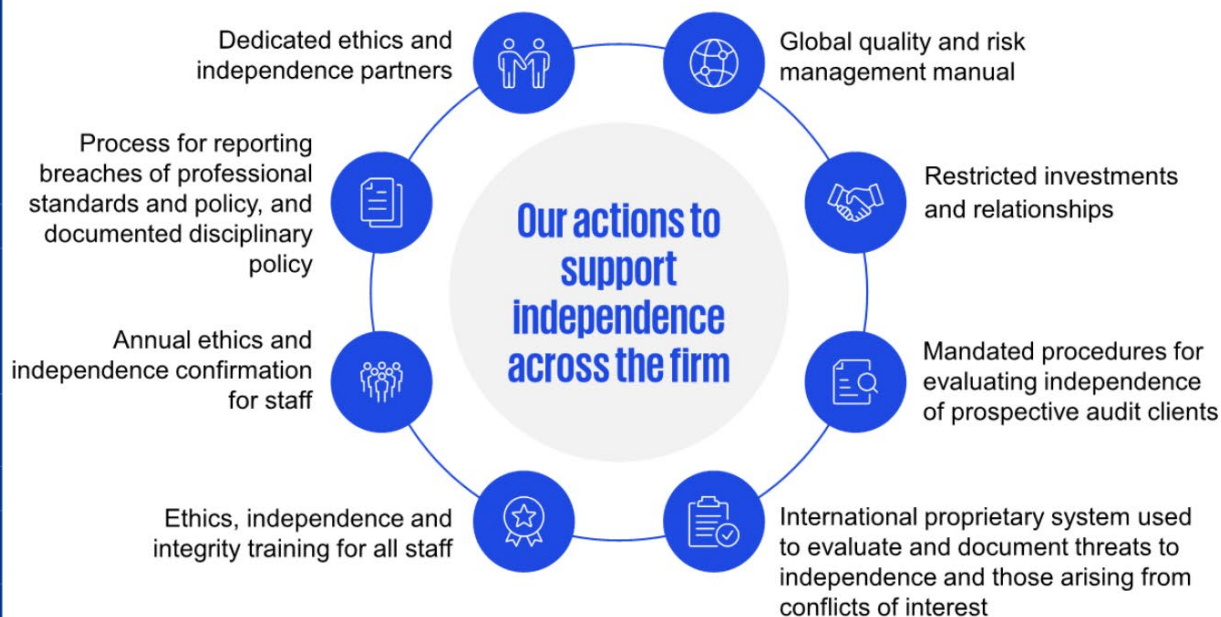 Dedicated ethics and
independence partners
Global quality and risk
management manual
Process for reporting
breaches of professional
standards and policy, and
documented disciplinary
policy
Restricted investments
and relationships
Our actions to
support
independence
across the firm
Annual ethics and
independence confirmation
for staff
Mandated procedures for
evaluating independence
of prospective audit clients
Ethics, independence and
integrity training for all staff
International proprietary system used
to evaluate and document threats to
independence and those arising from
conflicts of interest